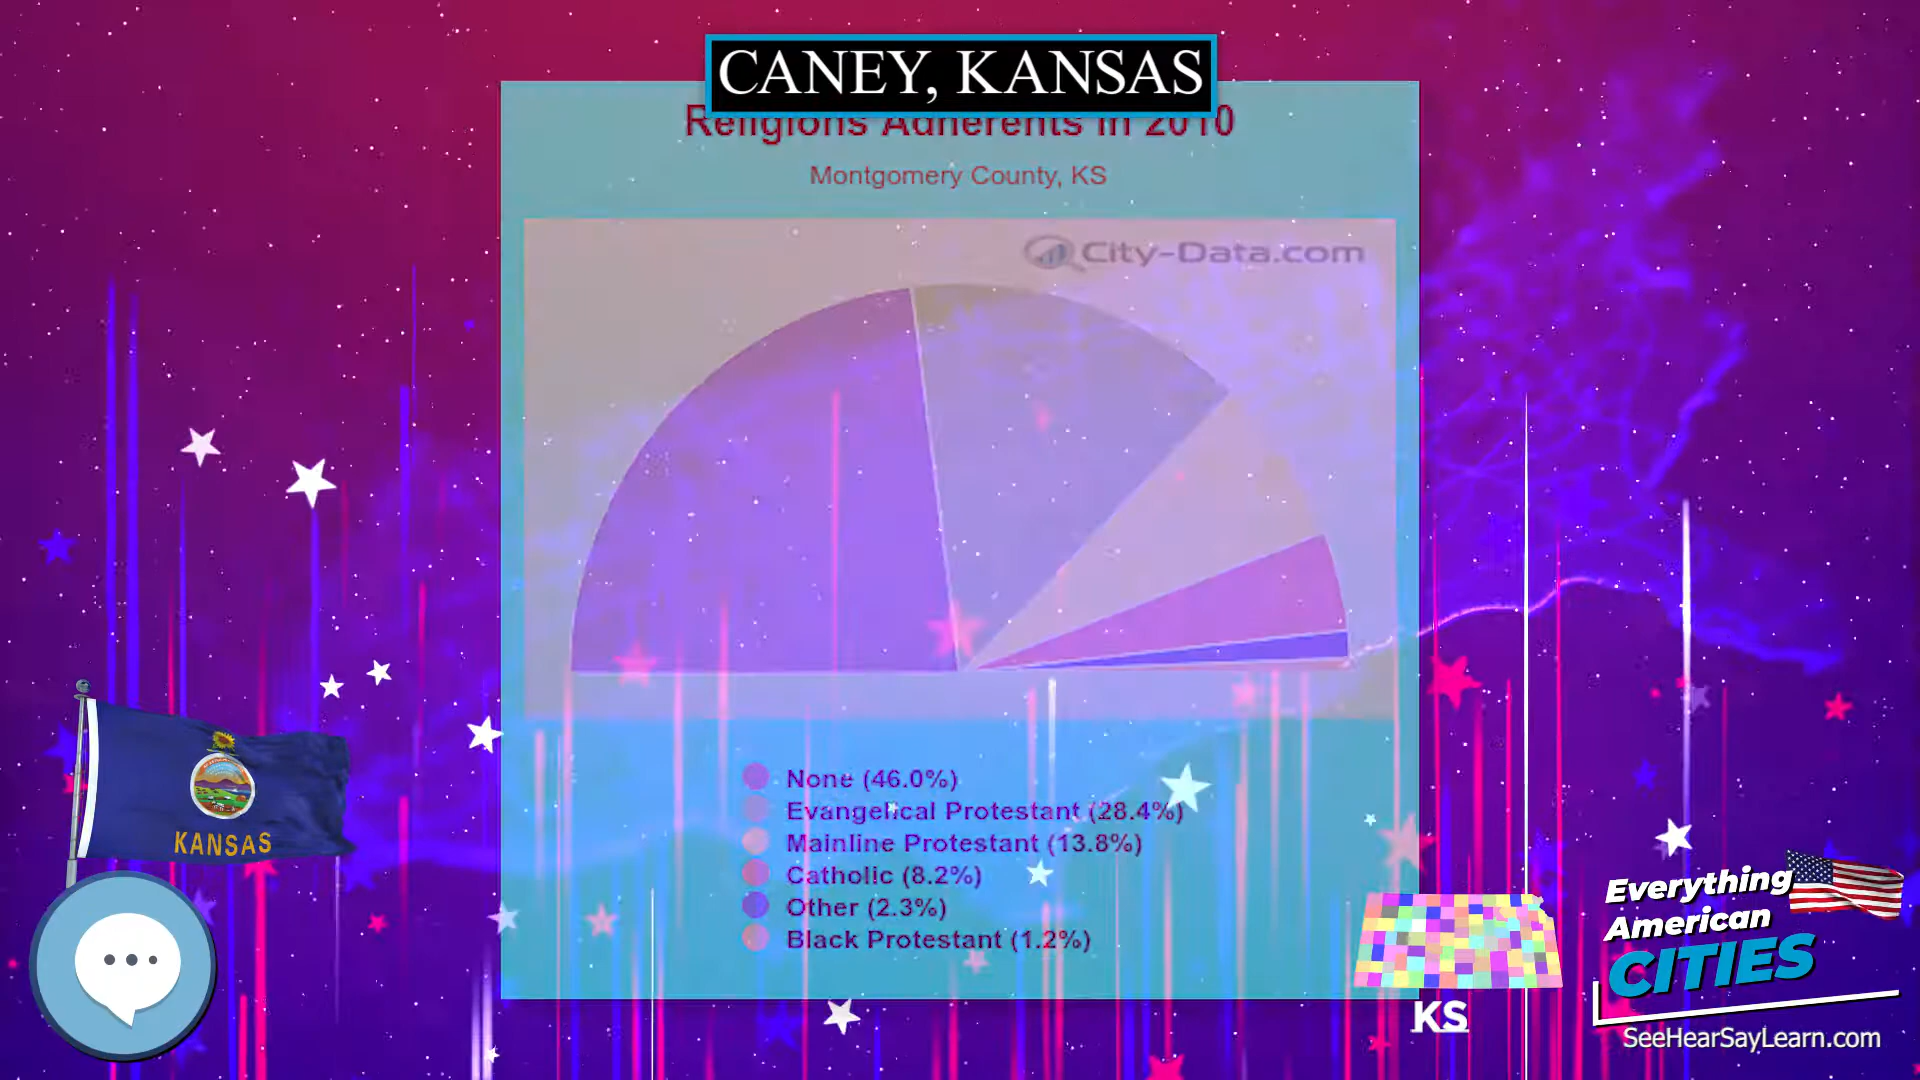 CANEY, KANSAS
Religions Adherents in 2010
Montgomery County, KS
City-Data.com
None (46.0%)
Evangelical Protestant (28.4%)
Mainline Protestant (13.8%)
Catholic (8.2%)
Other (2.3%)
Black Protestant (1.2%)
KANSAS
KS
Everything
American
CITIES
SeeHearSayLearn.com